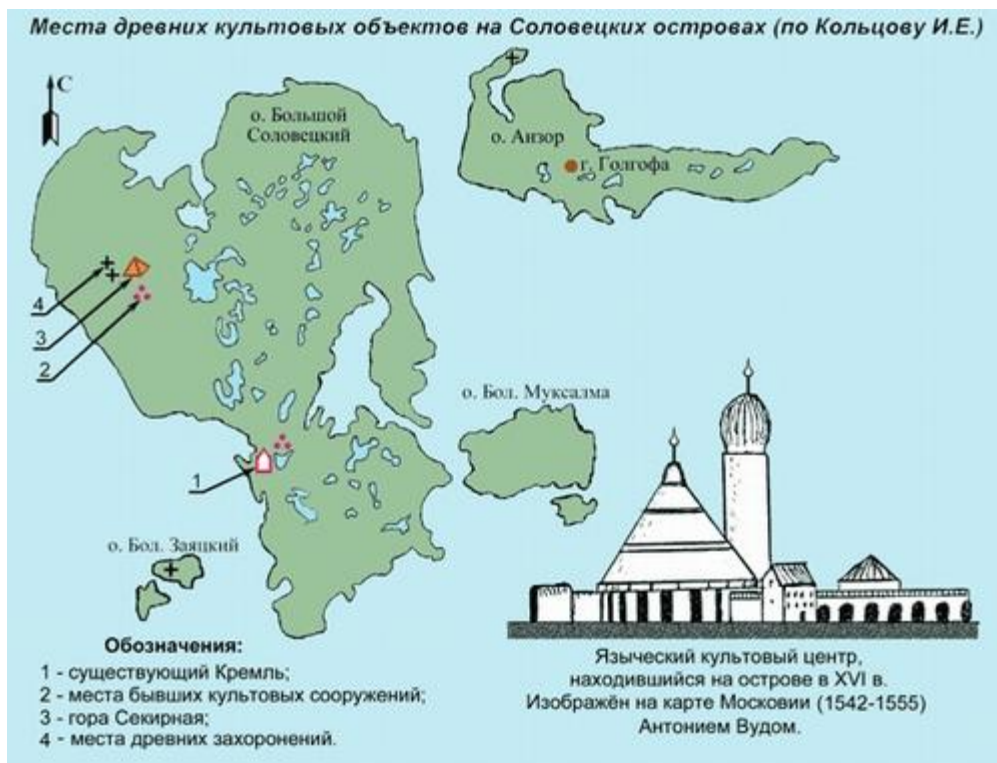 Места древних культовых объектов на Соловецких островах (по Кольцову И.Е.)
С
о. Большой
Соловецкий
о. Анзор
г. Голгофа
4
3
2
о. Бол. Муксалма
1
о. Бол. Заяцкий
Обозначения:
1 - существующий Кремль;
2 - места бывших культовых сооружений;
3 - гора Секирная;
4 - места древних захоронений.
Языческий культовый центр,
находившийся на острове в XVI в.
Изображён на карте Московии (1542-1555)
Антонием Вудом.